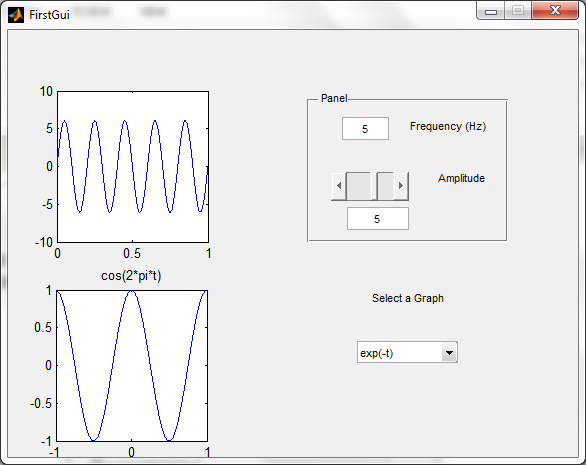 FirstGui
10
5
0
-5
-10
0 0.5 1
Panel
5 Frequency (Hz)
Amplitude
5
cos(2*pi*t)
1
0.5
0
-0.5
-1
-1 0 1
Select a Graph
exp(-t)